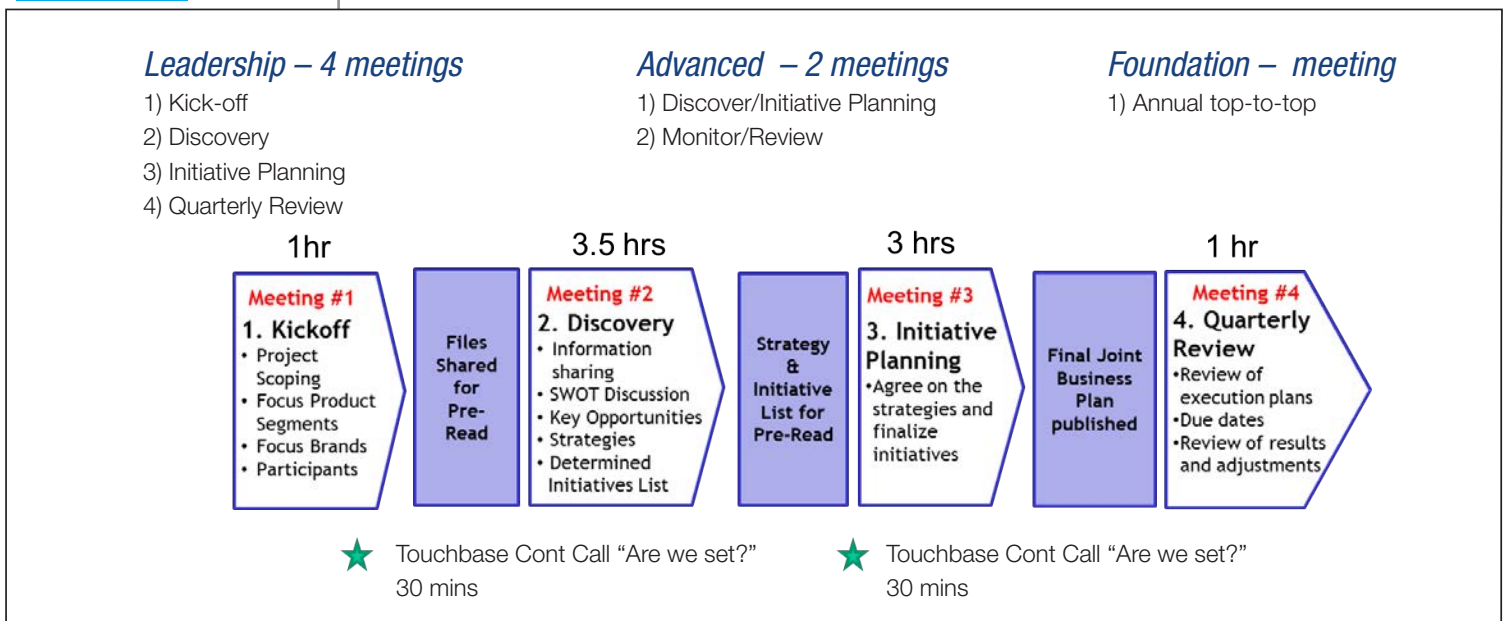 Leadership – 4 meetings
1) Kick-off
2) Discovery
3) Initiative Planning
4) Quarterly Review
Advanced – 2 meetings
1) Discover/Initiative Planning
2) Monitor/Review
Foundation – meeting
1) Annual top-to-top
1hr
Meeting #1
1. Kickoff
• Project
Scoping
• Focus Product
Segments
• Focus Brands
• Participants
Files
Shared
for
Pre-
Read
3.5 hrs
Meeting #2
2. Discovery
• Information
sharing
• SWOT Discussion
• Key Opportunities
• Strategies
• Determined
Initiatives List
Strategy
&
Initiative
List for
Pre-Read
3 hrs
Meeting #3
3. Initiative
Planning
•Agree on the
strategies and
finalize
initiatives
Final Joint
Business
Plan
published
1 hr
Meeting #4
4. Quarterly
Review
•Review of
execution plans
•Due dates
•Review of results
and adjustments
Touchbase Cont Call “Are we set?”
30 mins
Touchbase Cont Call “Are we set?”
30 mins